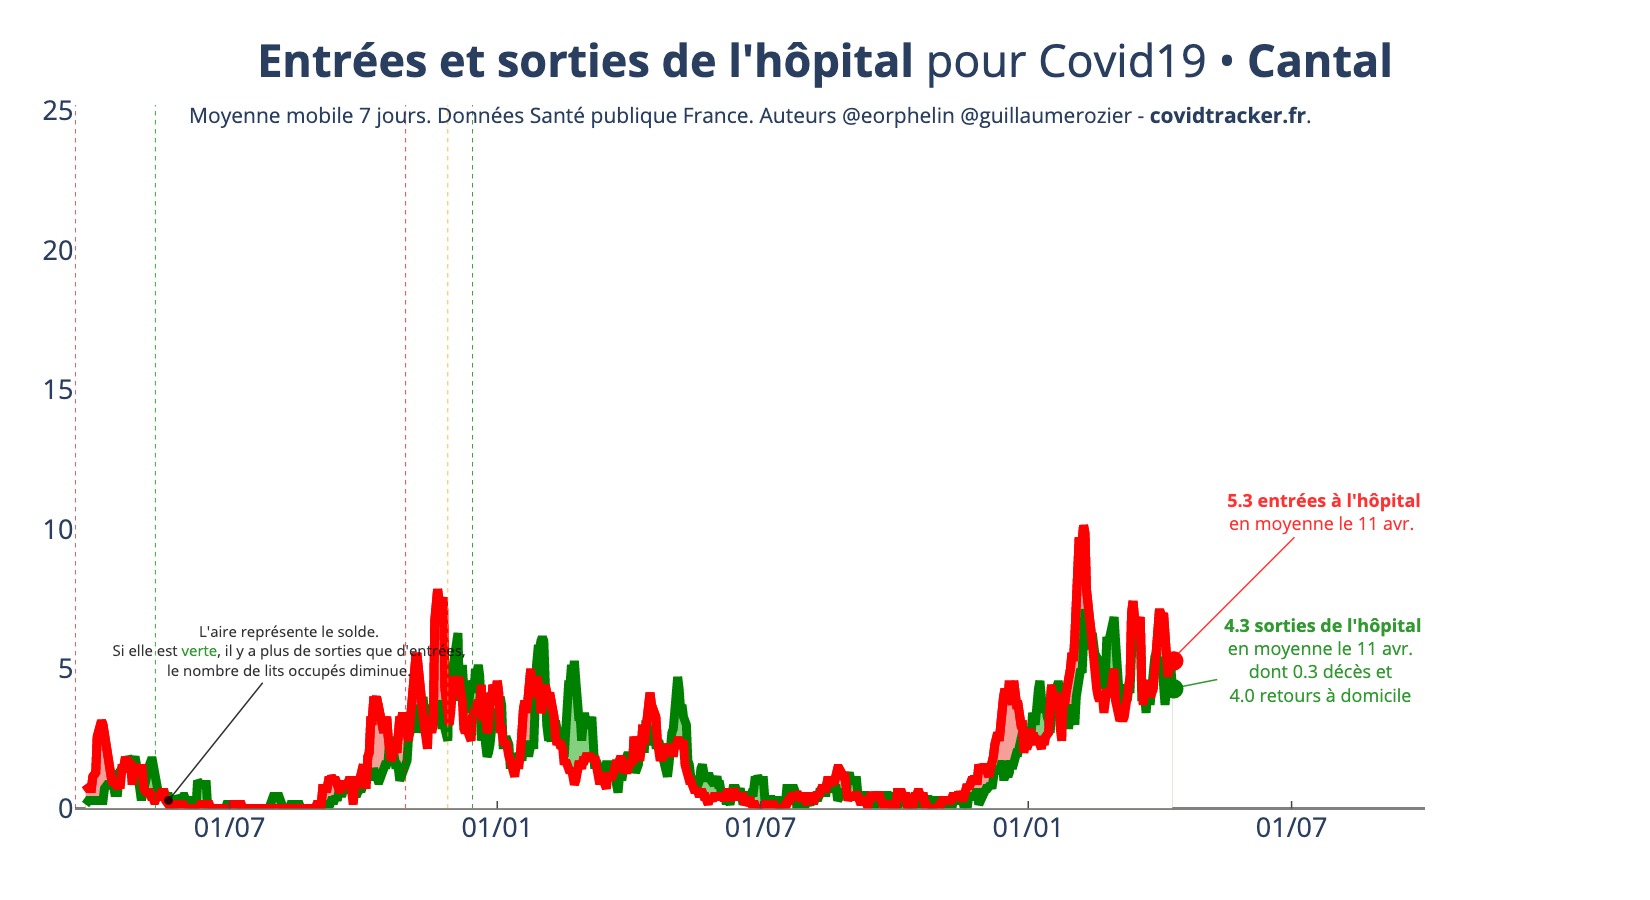 Entrées et sorties de l'hôpital pour Covid19 • Cantal
Moyenne mobile 7 jours. Données Santé publique France. Auteurs @eorphelin @guillaumerozier - covidtracker.fr.
25
20
15
10
5
0
L'aire représente le solde.
Si elle est verte, il y a plus de sorties que d'entrées,
le nombre de lits occupés diminue.
5.3 entrées à l'hôpital
en moyenne le 11 avr.
4.3 sorties de l'hôpital
en moyenne le 11 avr.
dont 0.3 décès et
4.0 retours à domicile
01/07
01/01
01/07
01/01
01/07